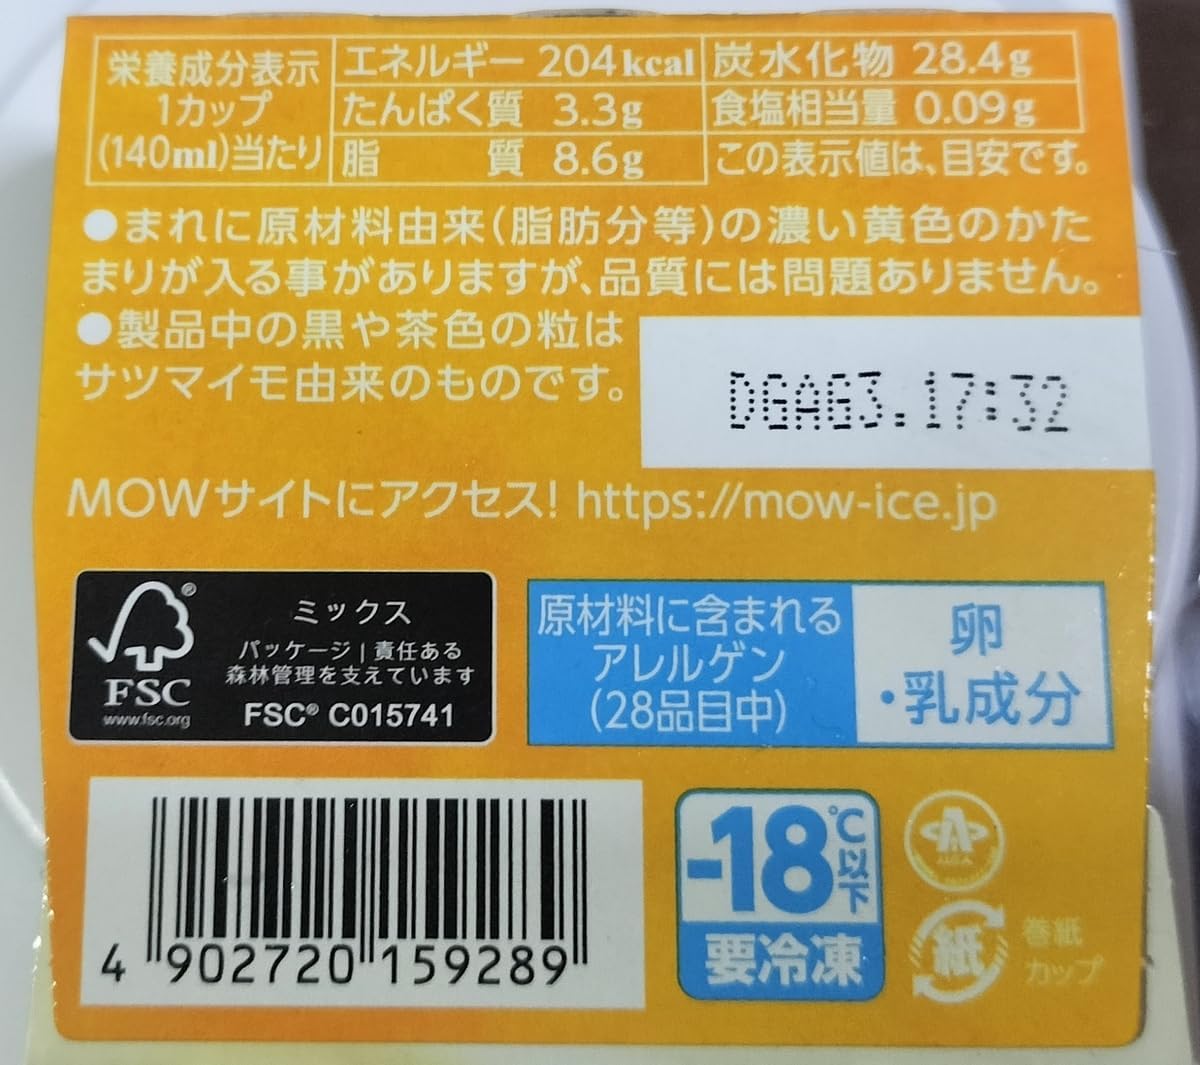 栄養成分表示
1カップ
(140ml)当たり
エネルギー 204kcal
炭水化物 28.4g
たんぱく質 3.3g
食塩相当量 0.09g
脂 質 8.6g
この表示値は、目安です。
●まれに原材料由来(脂肪分等)の濃い黄色のかた
まりが入る事がありますが、品質には問題ありません。
●製品中の黒や茶色の粒は
サツマイモ由来のものです。
DGAG3.17:32
MOWサイトにアクセス! https://mow-ice.jp
FSC
www.fsc.org
ミックス
パッケージ | 責任ある
森林管理を支えています
FSC® C015741
原材料に含まれる
アレルゲン
(28品目中)
卵
・乳成分
4 902720 159289
-18℃以下
要冷凍
紙
巻紙
カップ